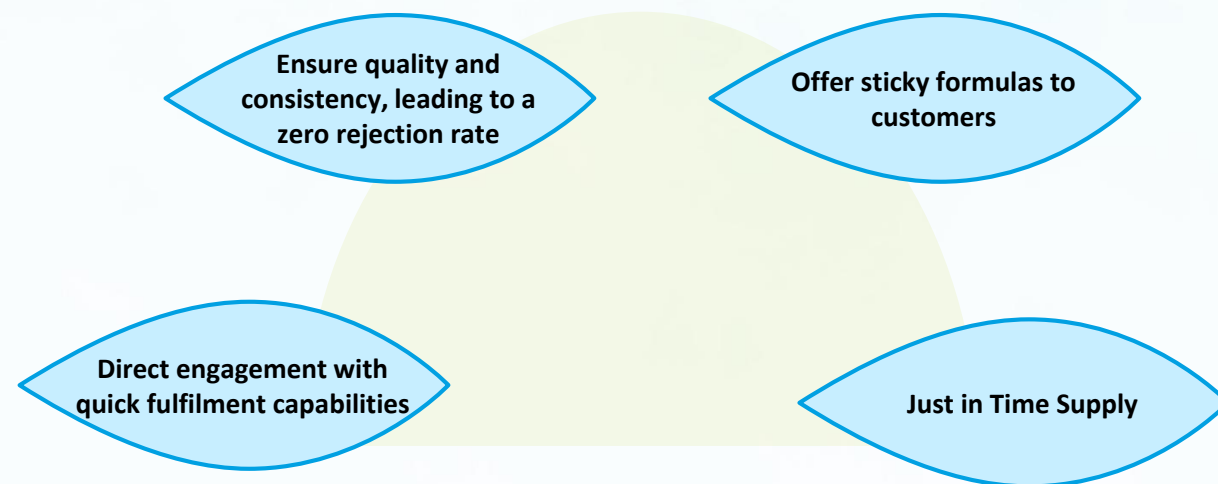 Ensure quality and
consistency, leading to a
zero rejection rate
Offer sticky formulas to
customers
Direct engagement with
quick fulfilment capabilities
Just in Time Supply